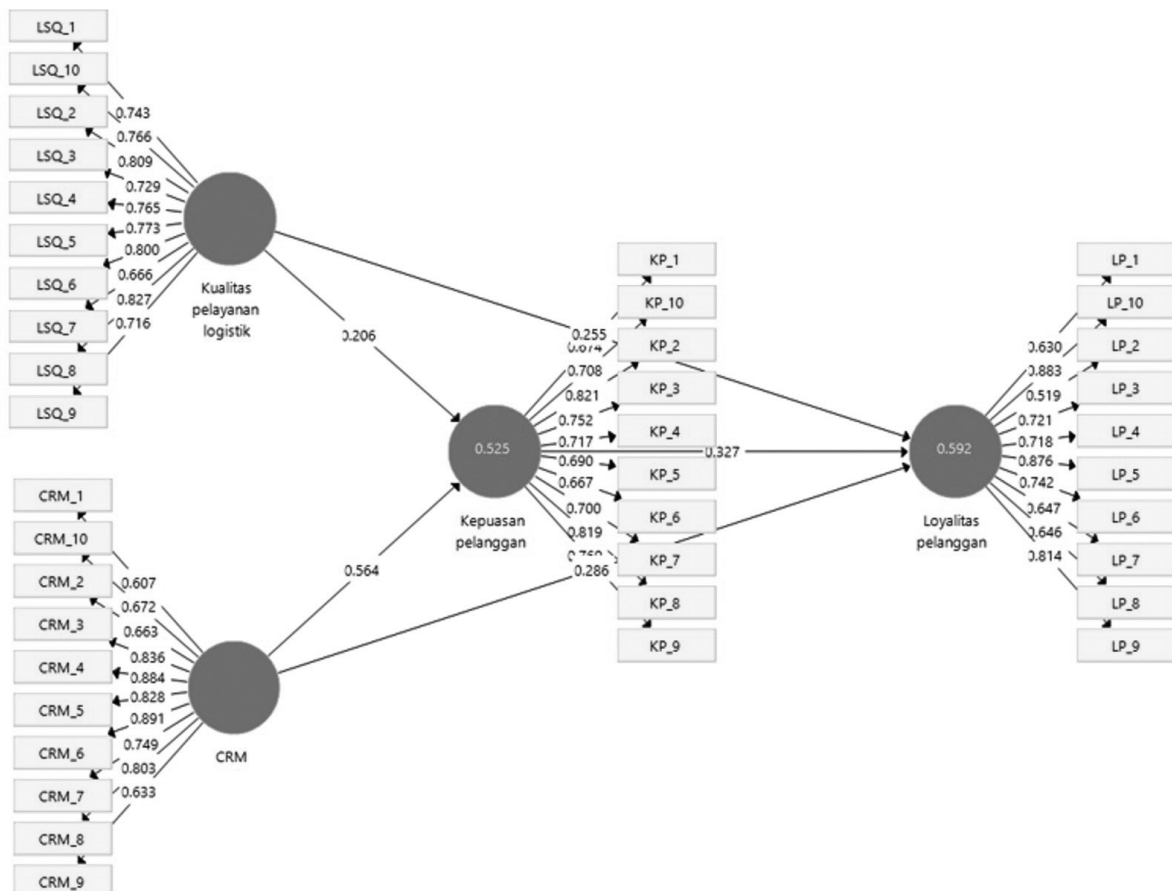 LSQ_1
LSQ_10
LSQ_2
LSQ_3
LSQ_4
LSQ_5
LSQ_6
LSQ_7
LSQ_8
LSQ_9
0.743
0.766
0.809
0.729
0.765
0.773
0.800
0.666
0.827
0.716
Kualitas
pelayanan
logistik
CRM_1
CRM_10
CRM_2
CRM_3
CRM_4
CRM_5
CRM_6
CRM_7
CRM_8
CRM_9
0.607
0.672
0.663
0.836
0.884
0.828
0.891
0.749
0.803
0.633
CRM
0.206
0.564
0.255
0.327
0.286
0.525
Kepuasan
pelanggan
0.674
0.708
0.821
0.752
0.717
0.690
0.667
0.700
0.819
KP_1
KP_10
KP_2
KP_3
KP_4
KP_5
KP_6
KP_7
KP_8
KP_9
0.592
Loyalitas
pelanggan
0.630
0.883
0.519
0.721
0.718
0.876
0.742
0.647
0.646
0.814
LP_1
LP_10
LP_2
LP_3
LP_4
LP_5
LP_6
LP_7
LP_8
LP_9